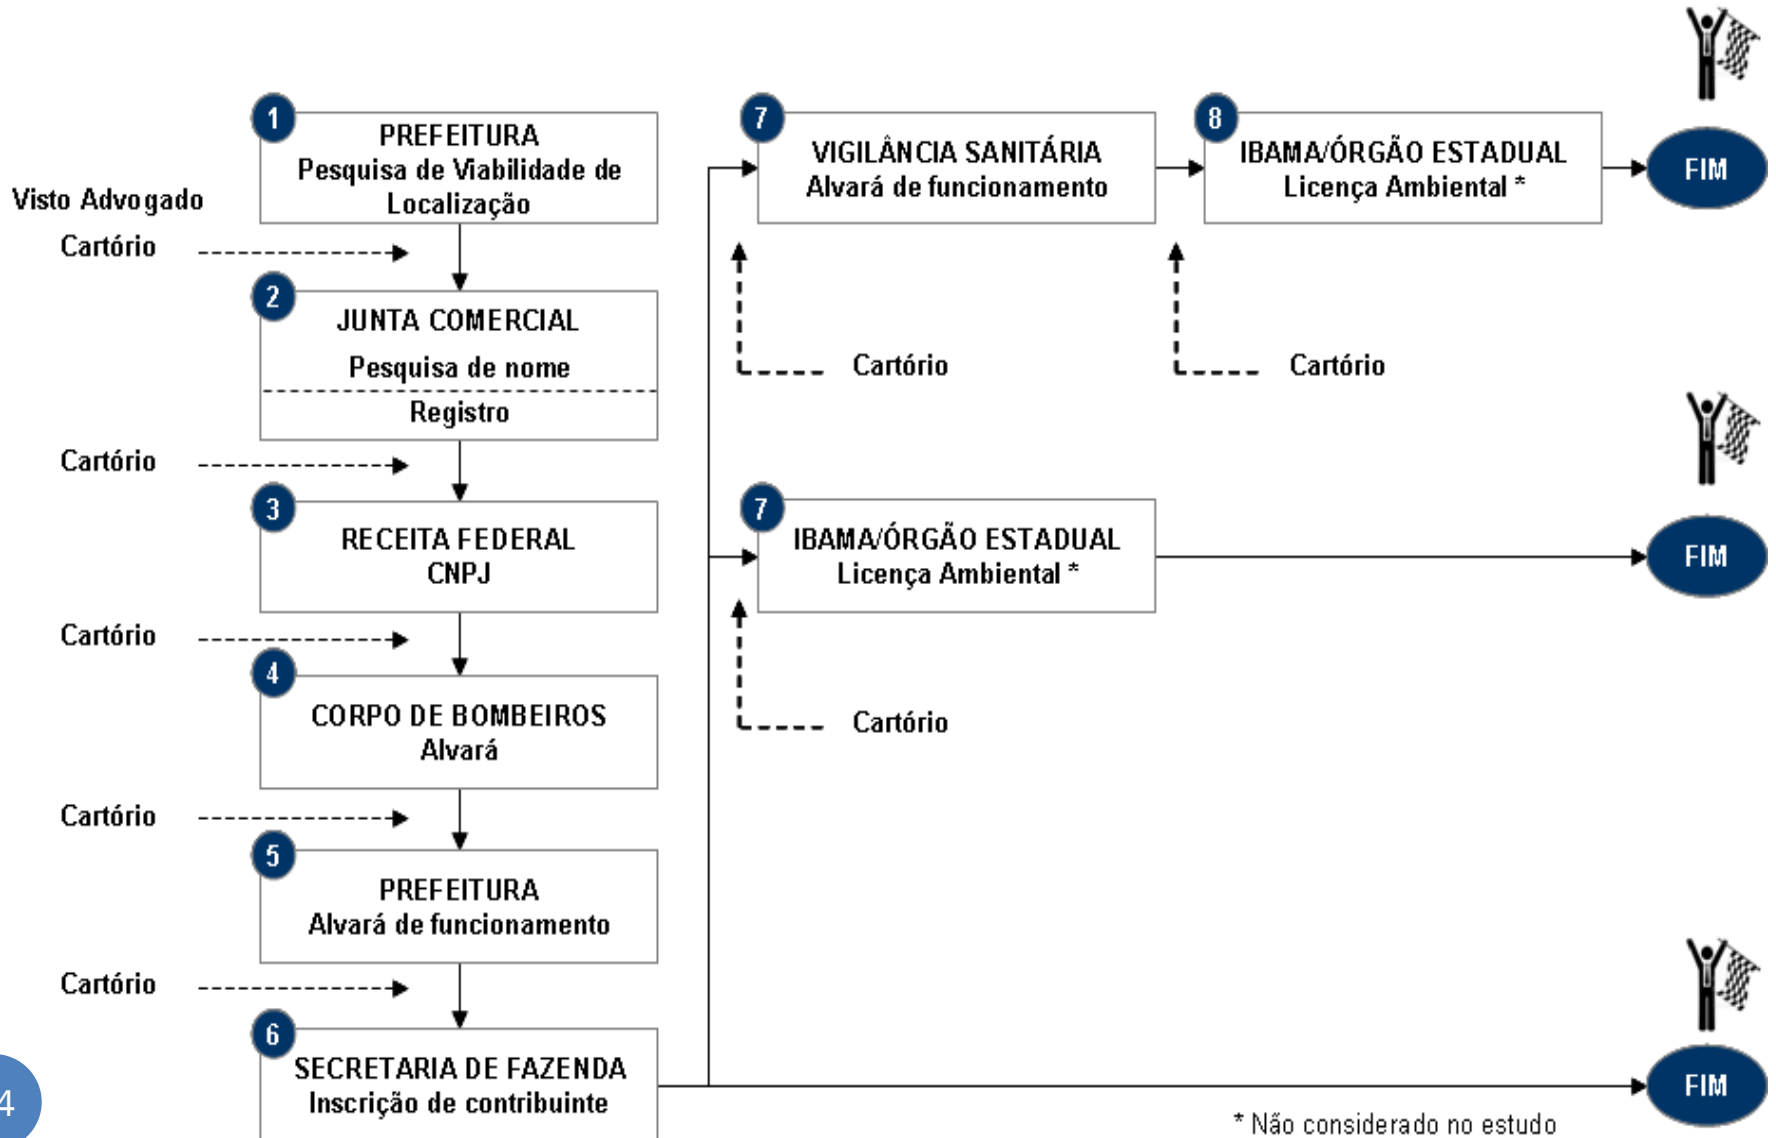 1
PREFEITURA
Pesquisa de Viabilidade de
Localização
Visto Advogado
Cartório
2
JUNTA COMERCIAL
Pesquisa de nome
Registro
Cartório
3
RECEITA FEDERAL
CNPJ
Cartório
4
CORPO DE BOMBEIROS
Alvará
Cartório
5
PREFEITURA
Alvará de funcionamento
Cartório
6
SECRETARIA DE FAZENDA
Inscrição de contribuinte
7
VIGILÂNCIA SANITÁRIA
Alvará de funcionamento
Cartório
8
IBAMA/ÓRGÃO ESTADUAL
Licença Ambiental *
Cartório
FIM
7
IBAMA/ÓRGÃO ESTADUAL
Licença Ambiental *
Cartório
FIM
FIM
* Não considerado no estudo
4